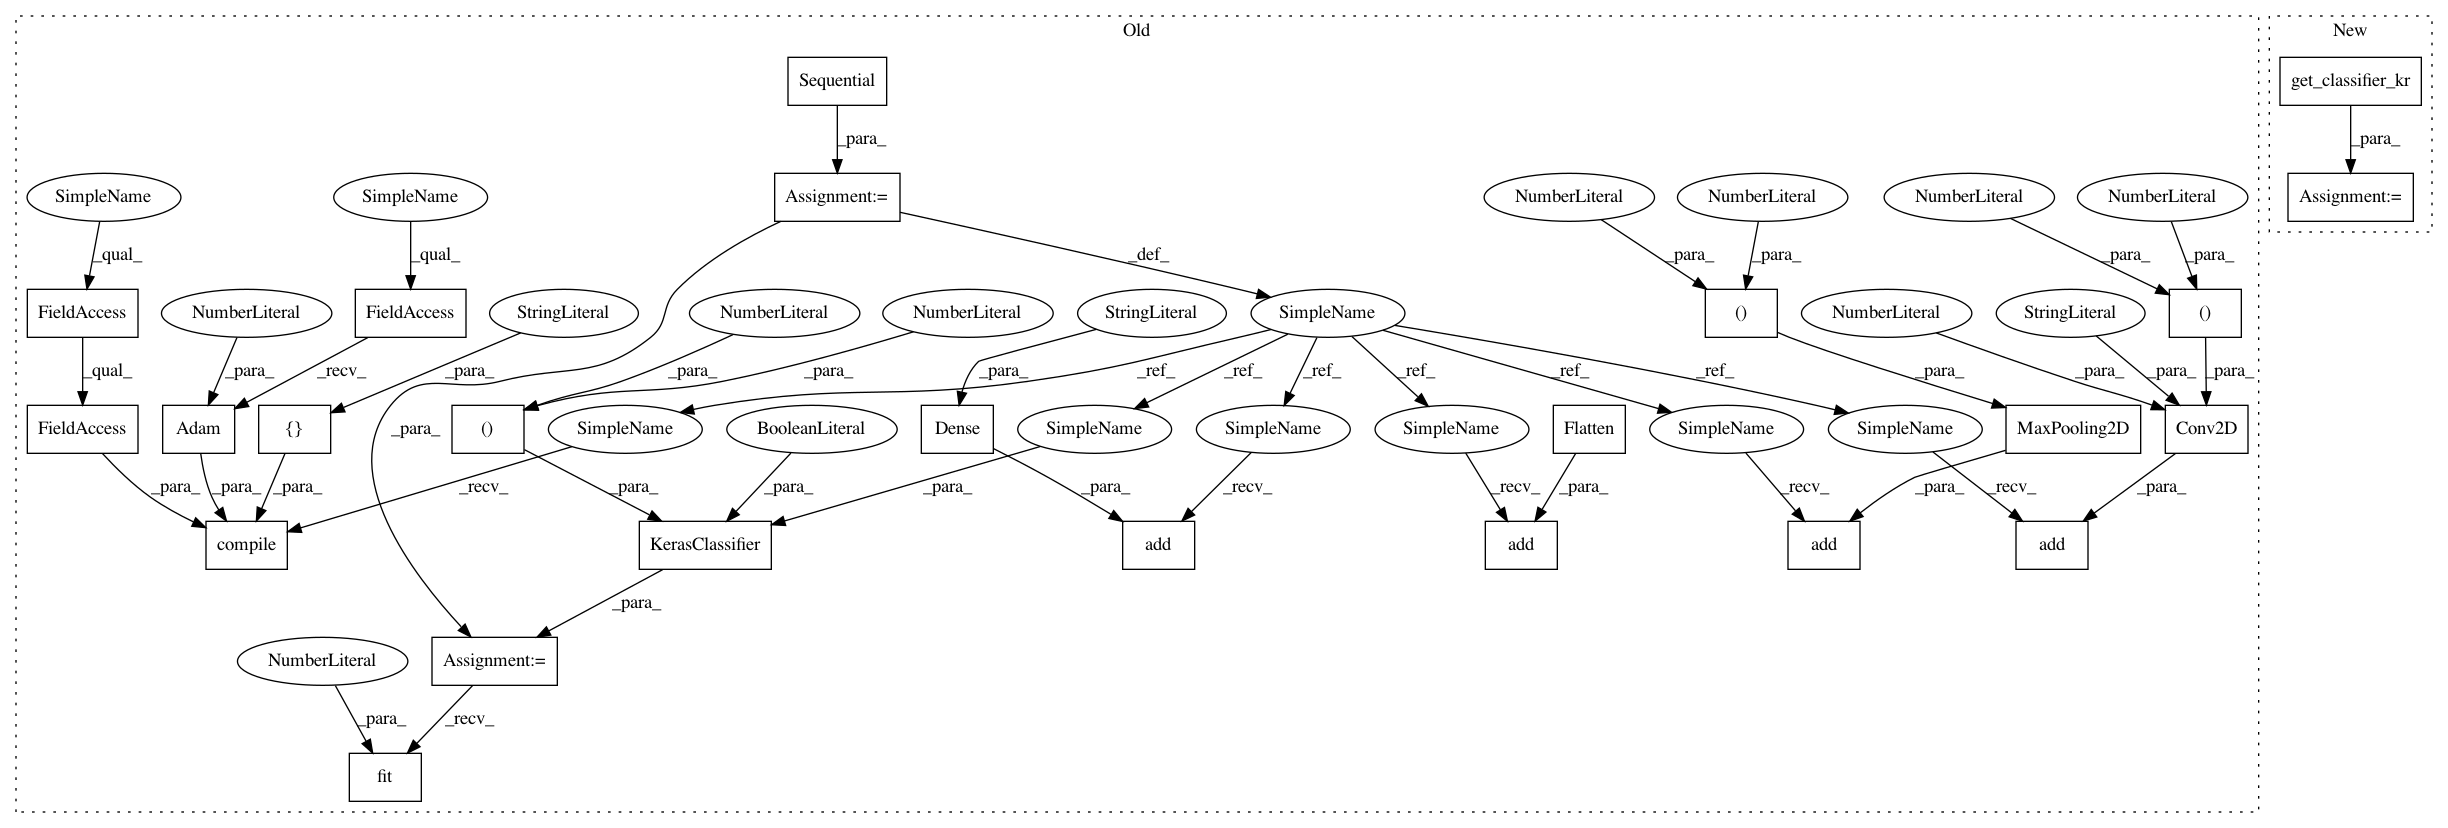 Old
New
Sequential
get_classifier_kr
_para_
_para_
SimpleName
SimpleName
Assignment:=
NumberLiteral
NumberLiteral
NumberLiteral
NumberLiteral
Assignment:=
_qual_
_qual_
_def_
_para_
_para_
_para_
_para_
FieldAccess
NumberLiteral
FieldAccess
StringLiteral
NumberLiteral
NumberLiteral
StringLiteral
SimpleName
()
NumberLiteral
StringLiteral
()
_qual_
_para_
_recv_
_para_
_para_
_para_
_para_
_ref_
_ref_
_ref_
_ref_
_ref_
_ref_
_para_
_para_
_para_
_para_
FieldAccess
Adam
{}
_para_
()
SimpleName
BooleanLiteral
Dense
SimpleName
SimpleName
SimpleName
Flatten
SimpleName
SimpleName
MaxPooling2D
Conv2D
_para_
_para_
_para_
_recv_
_para_
_para_
_para_
_para_
_recv_
_recv_
_para_
_recv_
_para_
_recv_
_para_
compile
KerasClassifier
add
add
add
add
_para_
NumberLiteral
Assignment:=
_para_
_recv_
fit